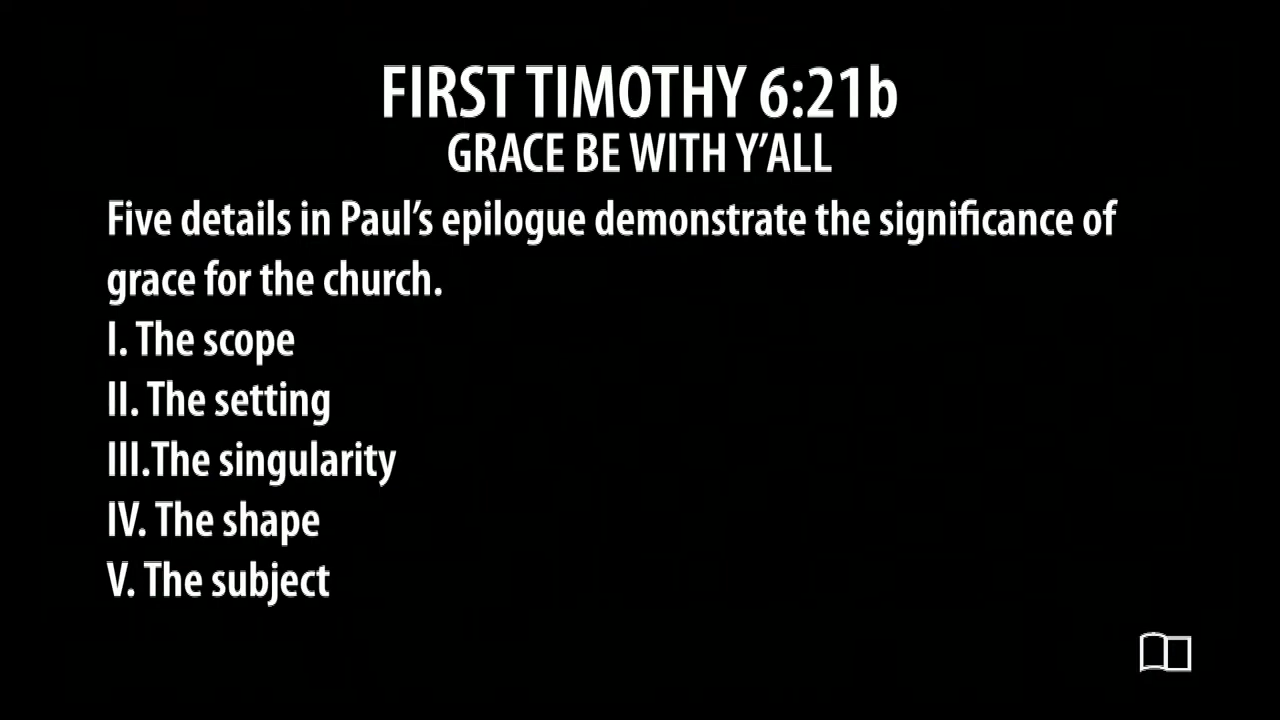 FIRST TIMOTHY 6:21b
GRACE BE WITH Y’ALL
Five details in Paul’s epilogue demonstrate the significance of
grace for the church.
I. The scope
II. The setting
III.The singularity
IV. The shape
V. The subject